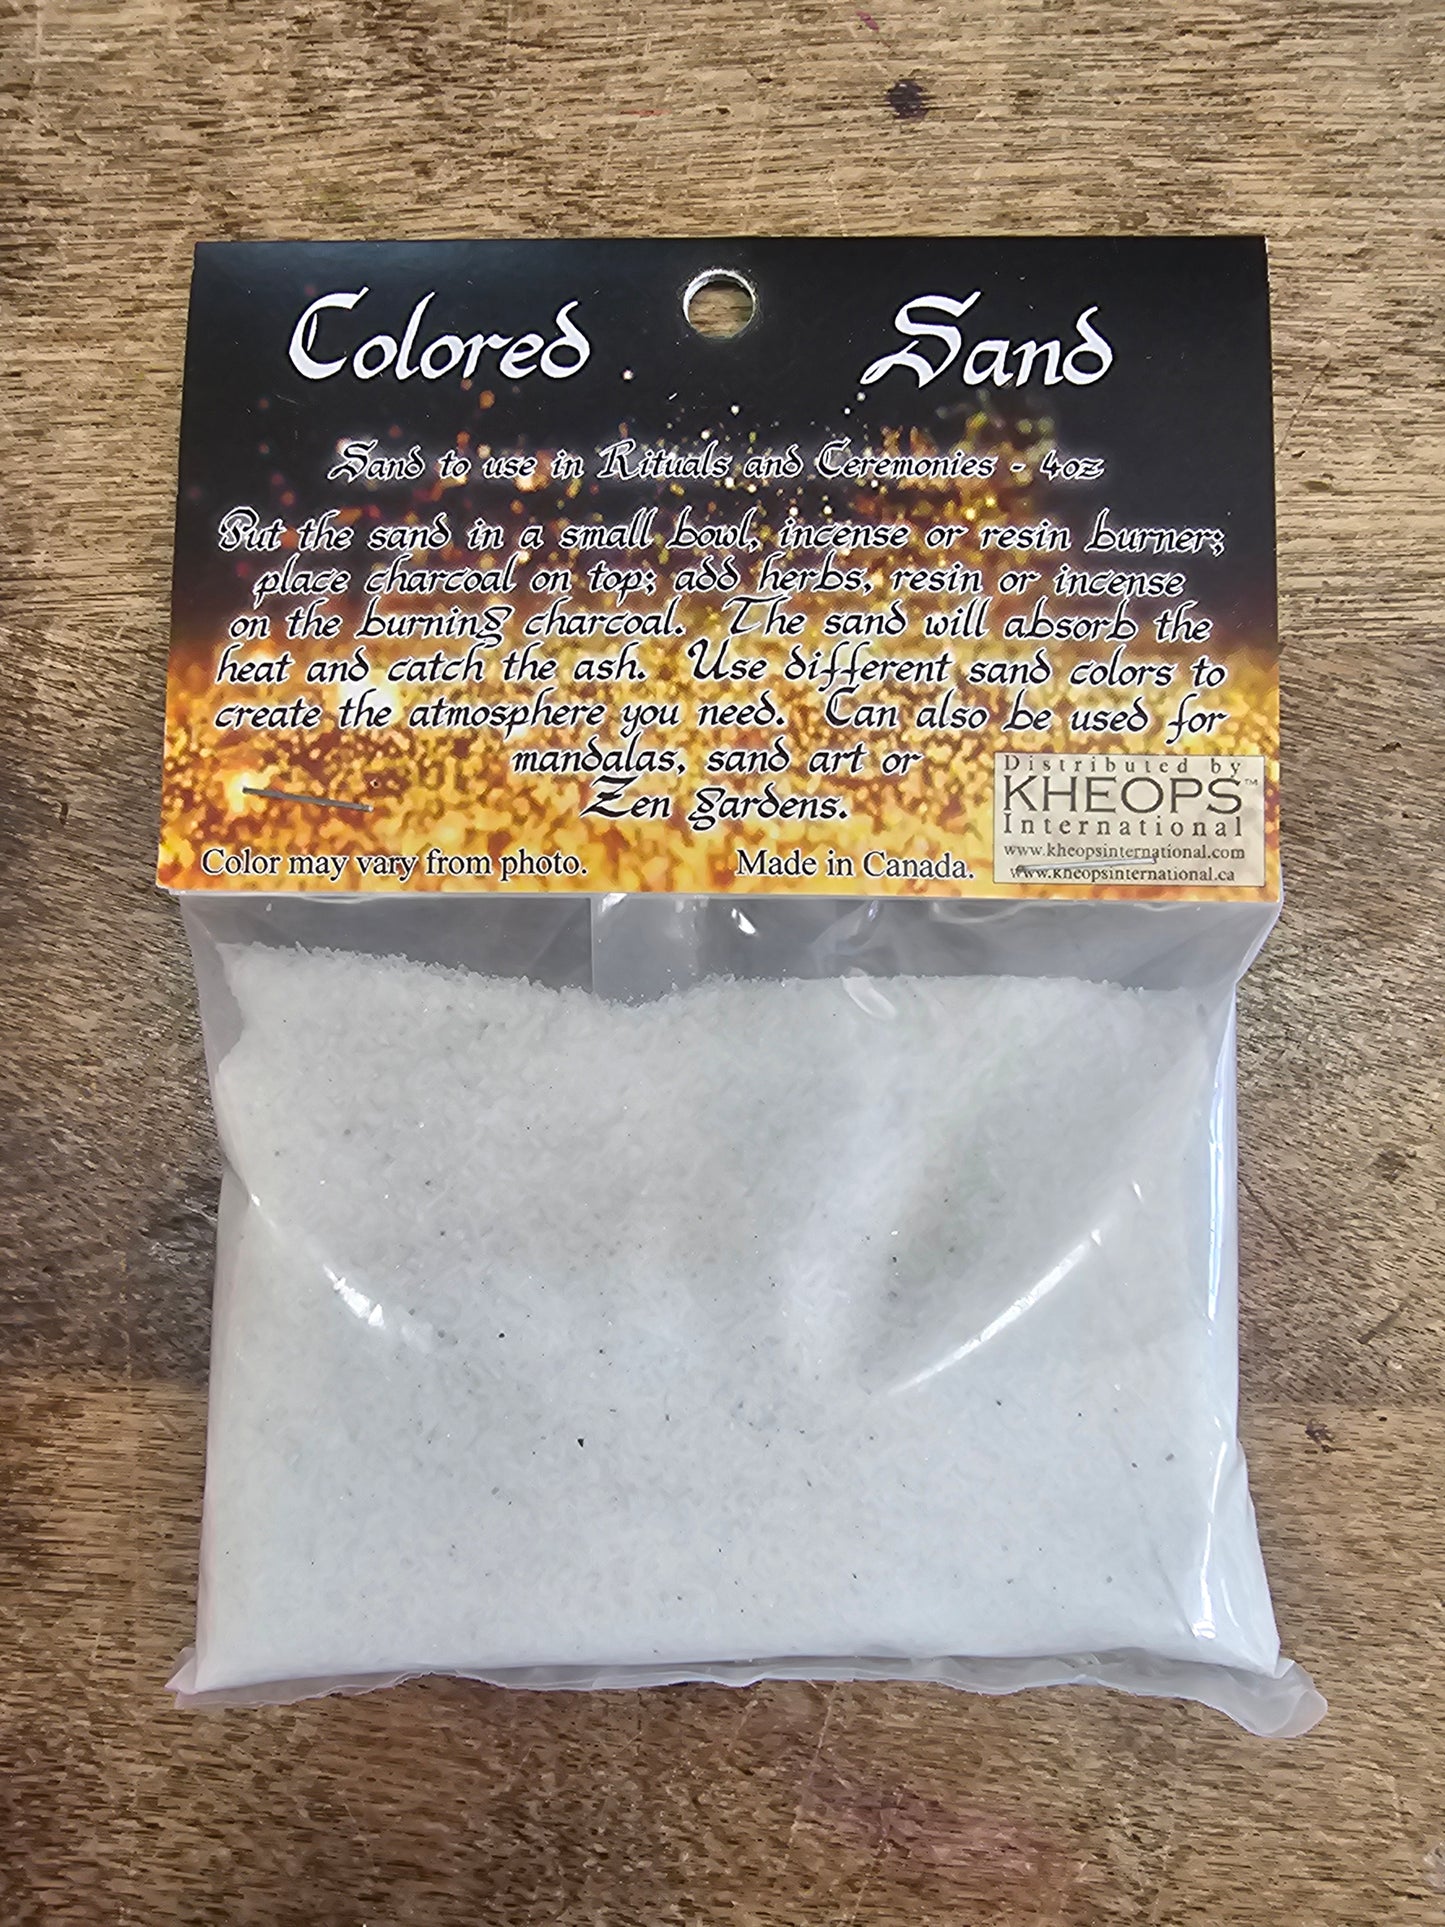 Colored Sand
Sand to use in Rituals and Ceremonies - 4oz
Put the sand in a small bowl, incense or resin burner;
place charcoal on top; add herbs, resin or incense
on the burning charcoal. The sand will absorb the
heat and catch the ash. Use different sand colors to
create the atmosphere you need. Can also be used for
mandalas, sand art or
Zen gardens.
Color may vary from photo.
Made in Canada.
Distributed by
KHEOPS™
International
www.kheopsinternational.com
www.kheopsinternational.ca